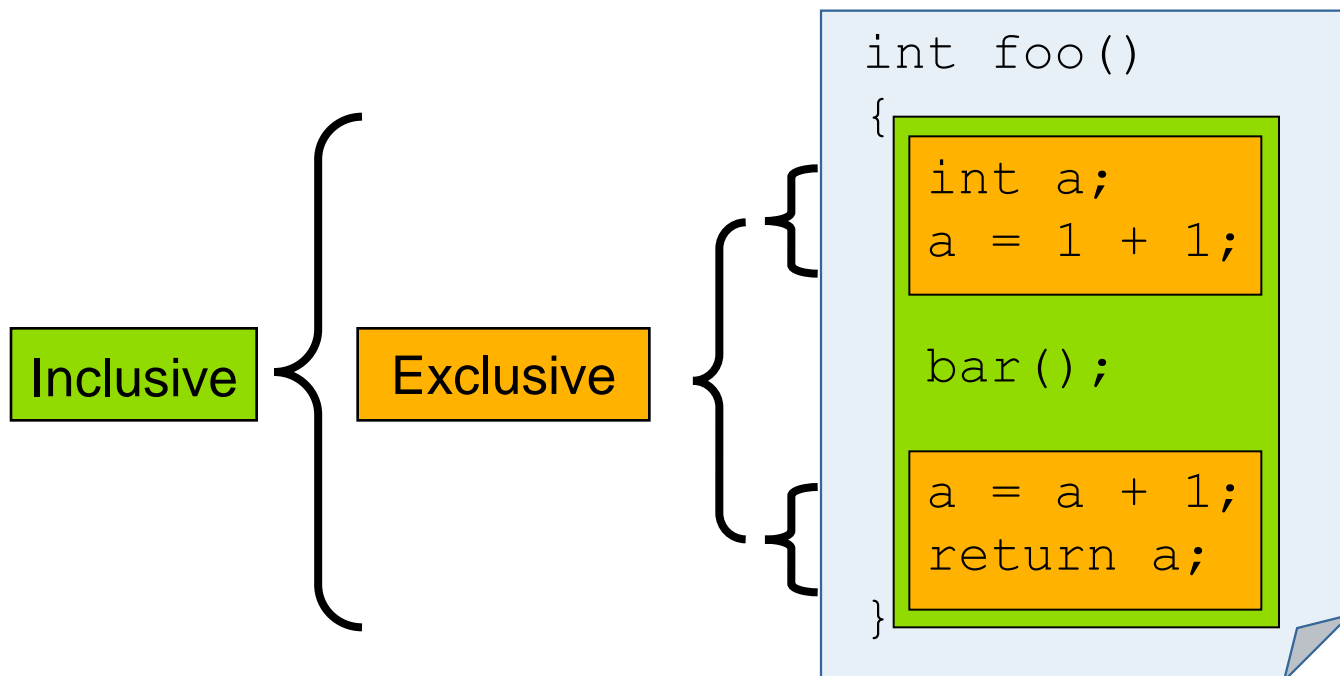 int foo()
{
int a;
a = 1 + 1;
Inclusive
Exclusive
bar();
a = a + 1;
return a;
}